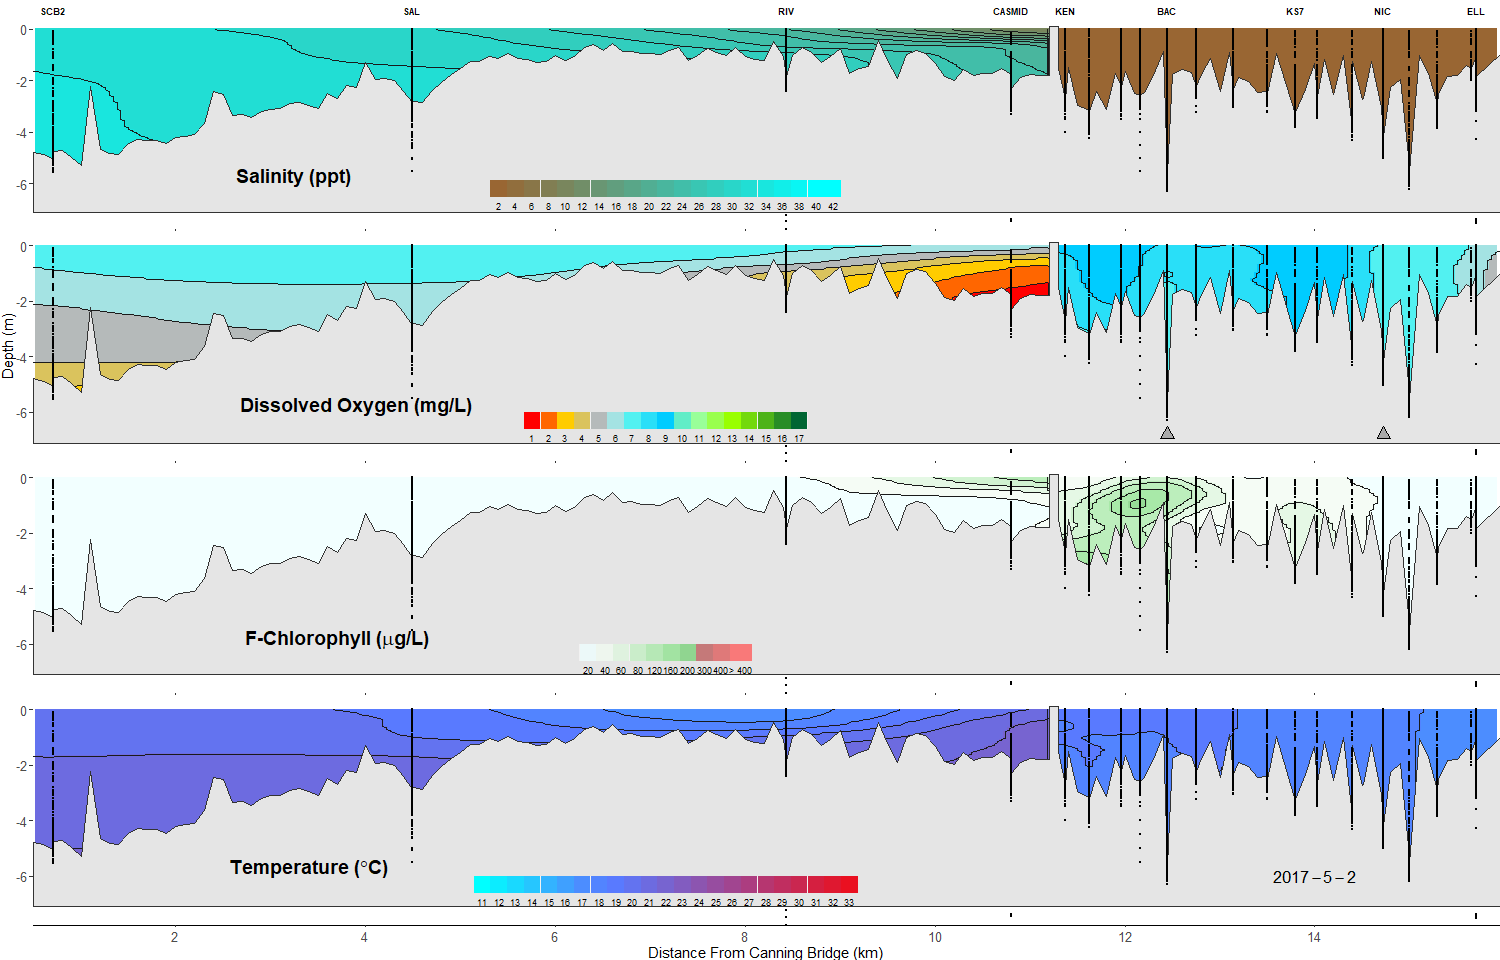 SCB2 SAL RIV CASMID KEN BAC KS7 NIC ELL
0
-2
-4
-6
Salinity (ppt)
2 4 6 8 10 12 14 16 18 20 22 24 26 28 30 32 34 36 38 40 42
0
-2
-4
-6
Depth (m)
Dissolved Oxygen (mg/L)
1 2 3 4 5 6 7 8 9 10 11 12 13 14 15 16 17
0
-2
-4
-6
F-Chlorophyll (μg/L)
20 40 60 80 120 160 200 300 400 > 400
0
-2
-4
-6
Temperature (°C)
2017-5-2
11 12 13 14 15 16 17 18 19 20 21 22 23 24 25 26 27 28 29 30 31 32 33
2 4 6 8 10 12 14
Distance From Canning Bridge (km)